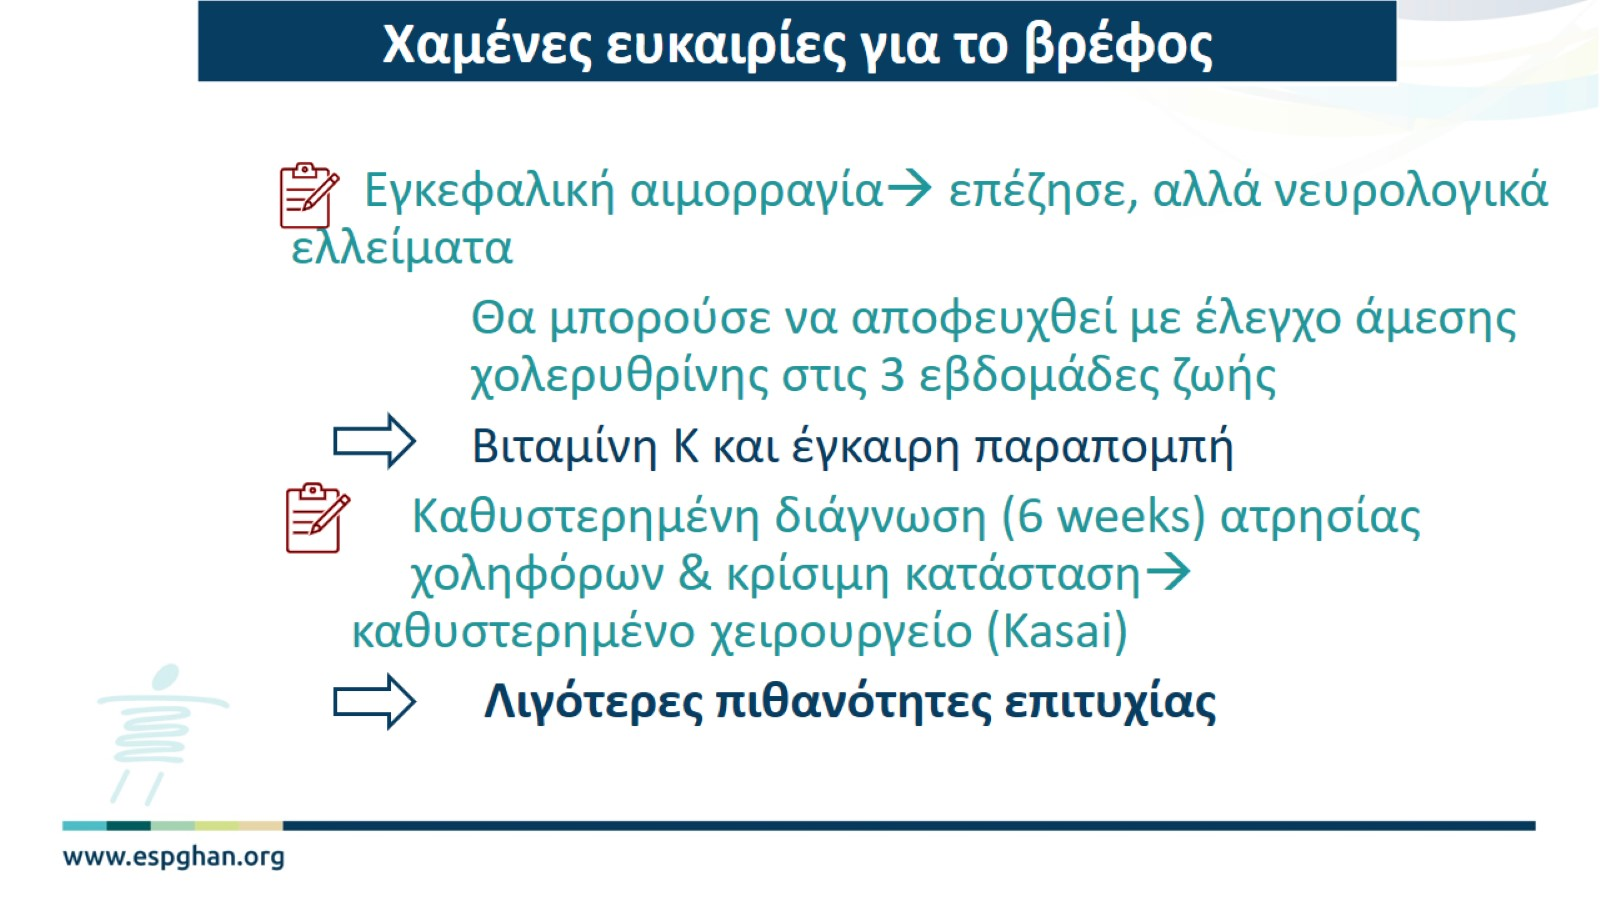 Χαμένες ευκαιρίες για το βρέφος
Εγκεφαλική αιμορραγία→ επέζησε, αλλά νευρολογικά
ελλείματα
Θα μπορούσε να αποφευχθεί με έλεγχο άμεσης
χολερυθρίνης στις 3 εβδομάδες ζωής
Βιταμίνη Κ και έγκαιρη παραπομπή
Καθυστερημένη διάγνωση (6 weeks) ατρησίας
χοληφόρων & κρίσιμη κατάσταση→
καθυστερημένο χειρουργείο (Kasai)
Λιγότερες πιθανότητες επιτυχίας
www.espghan.org